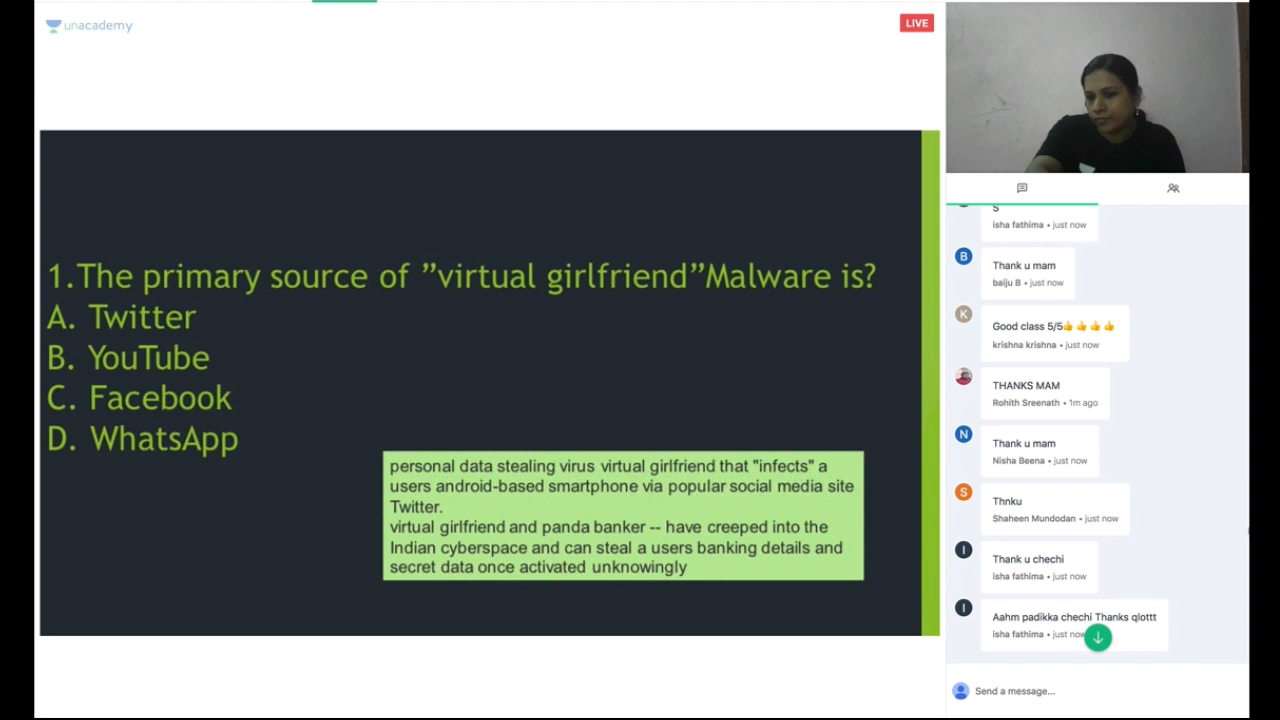 unacademy
LIVE
1.The primary source of ”virtual girlfriend”Malware is?
A. Twitter
B. YouTube
C. Facebook
D. WhatsApp
personal data stealing virus virtual girlfriend that "infects" a
users android-based smartphone via popular social media site
Twitter.
virtual girlfriend and panda banker -- have creeped into the
Indian cyberspace and can steal a users banking details and
secret data once activated unknowingly
S
isha fathima • just now
B
Thank u mam
baiju B • just now
K
Good class 5/5👍👍👍👍
krishna krishna • just now
THANKS MAM
Rohith Sreenath • 1m ago
N
Thank u mam
Nisha Beena • just now
S
Thnku
Shaheen Mundodan • just now
I
Thank u chechi
isha fathima • just now
I
Aahm padikka chechi Thanks qlottt
isha fathima • just now
Send a message...